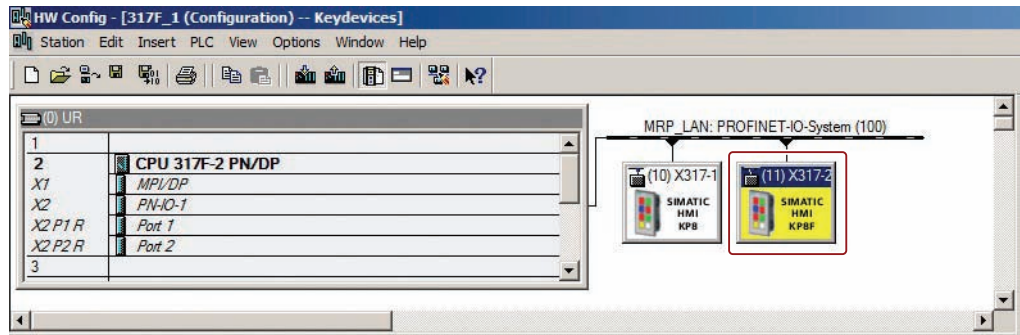 HW Config - [317F_1 (Configuration) -- Keydevices]
Station Edit Insert PLC View Options Window Help
(0) UR
1
2 CPU 317F-2 PN/DP
X1 MPI/DP
X2 PN-IO-1
X2 P1 R Port 1
X2 P2 R Port 2
3
MRP_LAN: PROFINET-IO-System (100)
(10) X317-1
SIMATIC
HMI
KP8
(11) X317-2
SIMATIC
HMI
KP8F